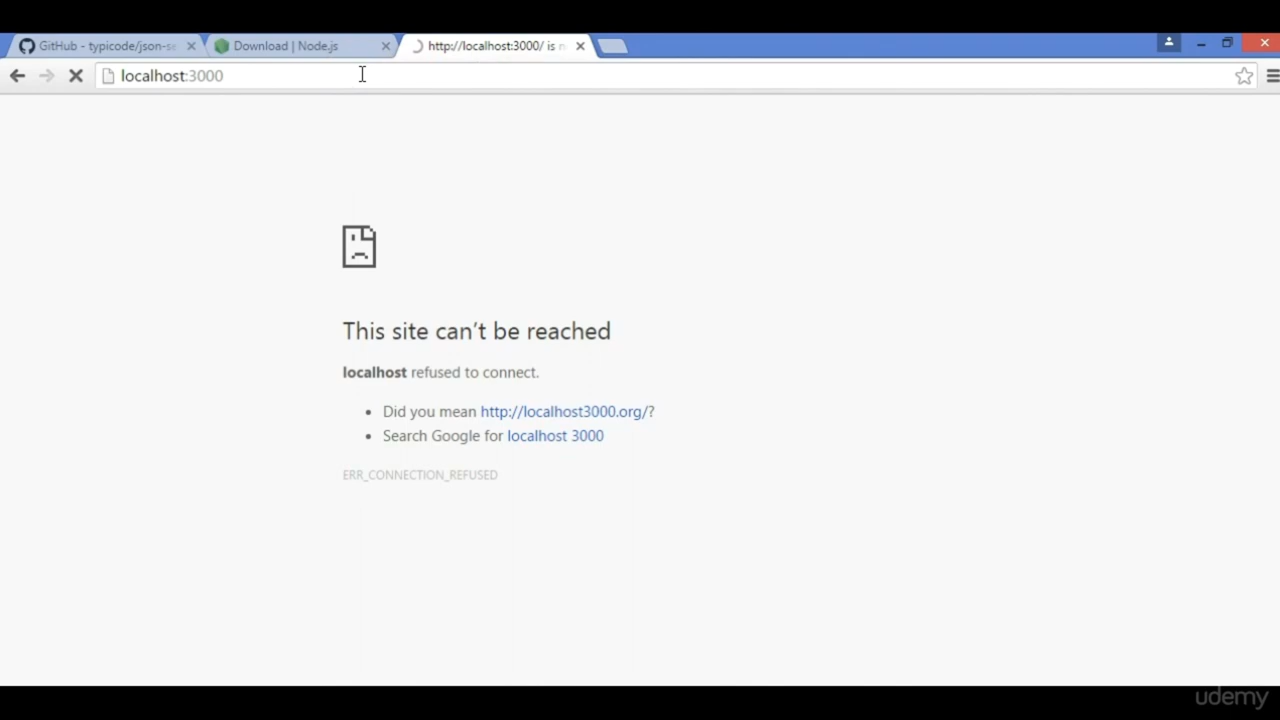 GitHub - typicode/json-se
Download | Node.js
http://localhost:3000/ is n
localhost:3000
This site can't be reached
localhost refused to connect.
Did you mean http://localhost3000.org/?
Search Google for localhost 3000
ERR_CONNECTION_REFUSED
udemy